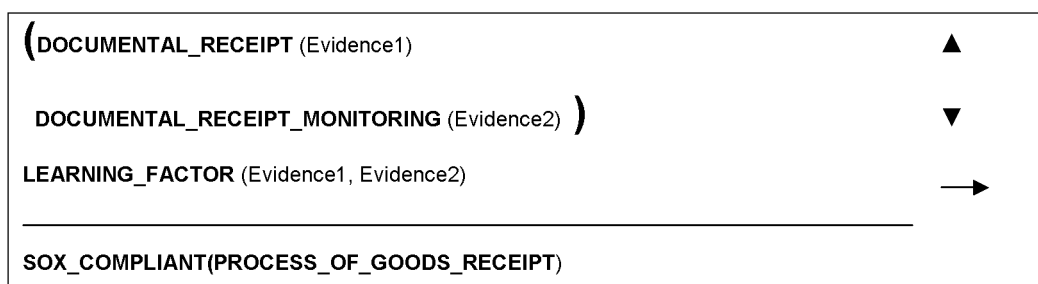 (DOCUMENTAL_RECEIPT (Evidence1) ▲
DOCUMENTAL_RECEIPT_MONITORING (Evidence2) ) ▼
LEARNING_FACTOR (Evidence1, Evidence2) →
SOX_COMPLIANT(PROCESS_OF_GOODS_RECEIPT)